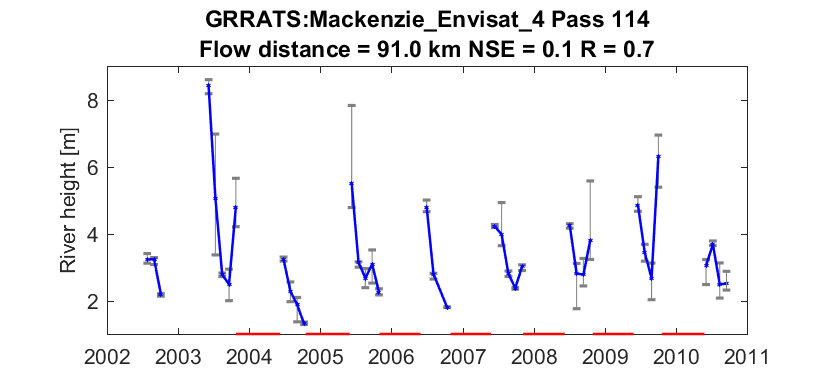 GRRATS:Mackenzie_Envisat_4 Pass 114
Flow distance = 91.0 km NSE = 0.1 R = 0.7
River height [m]
8
6
4
2
2002 2003 2004 2005 2006 2007 2008 2009 2010 2011